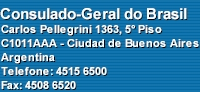 Consulado-Geral do Brasil
Carlos Pellegrini 1363, 5º Piso
C1011AAA - Ciudad de Buenos Aires
Argentina
Telefone: 4515 6500
Fax: 4508 6520